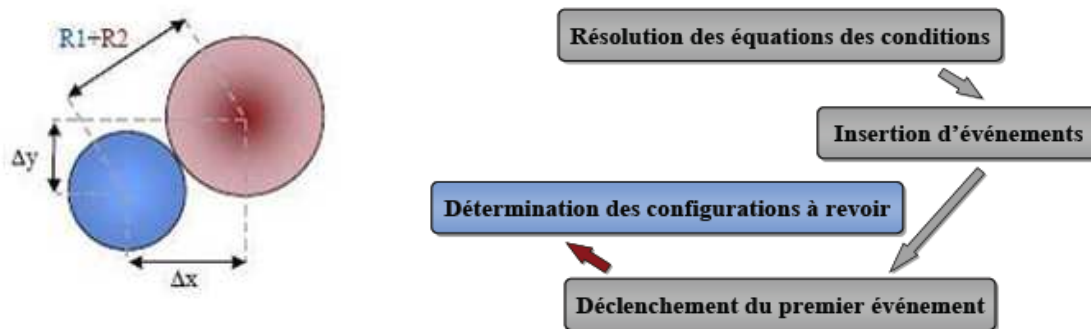 R1+R2
Δy
Δx
Résolution des équations des conditions
Insertion d'événements
Détermination des configurations à revoir
Déclenchement du premier événement